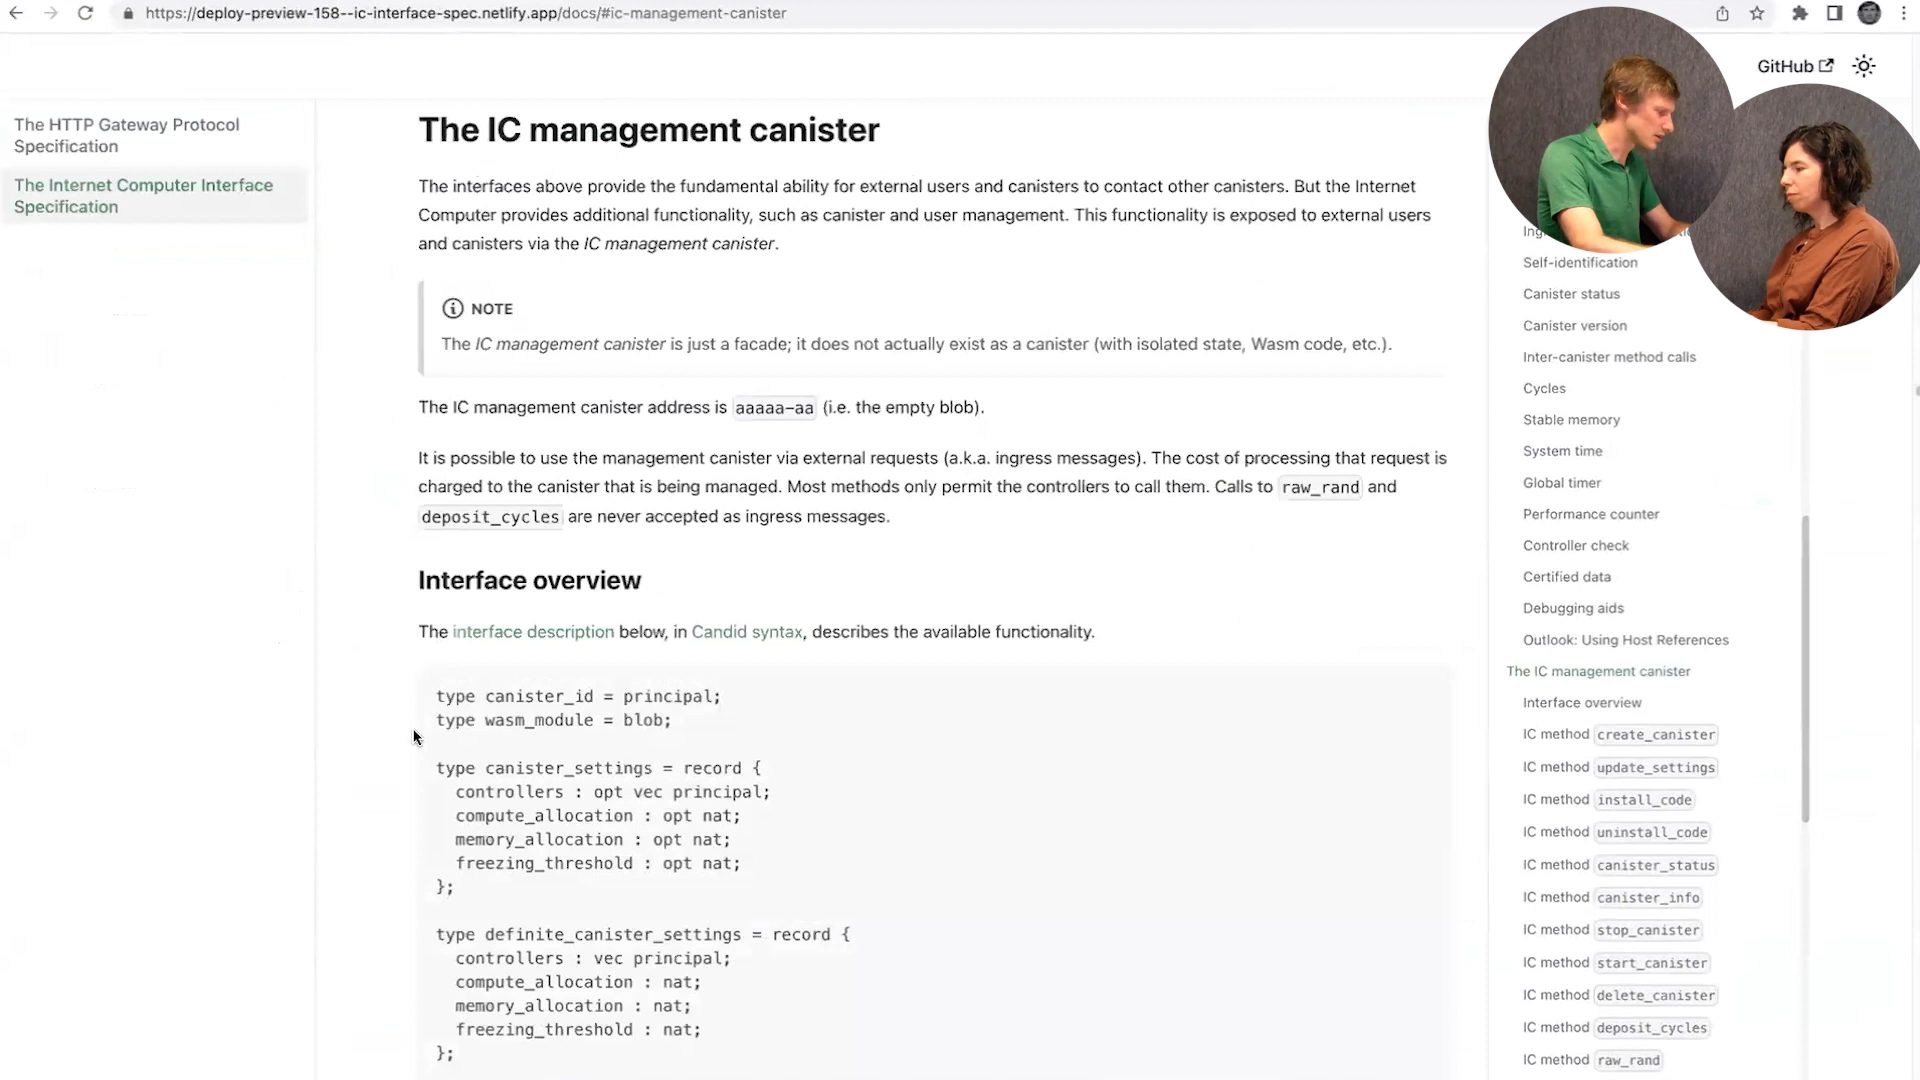 https://deploy-preview-158--ic-interface-spec.netlify.app/docs/#ic-management-canister
GitHub
The HTTP Gateway Protocol
Specification
The Internet Computer Interface
Specification
The IC management canister
The interfaces above provide the fundamental ability for external users and canisters to contact other canisters. But the Internet
Computer provides additional functionality, such as canister and user management. This functionality is exposed to external users
and canisters via the IC management canister.
NOTE
The IC management canister is just a facade; it does not actually exist as a canister (with isolated state, Wasm code, etc.).
The IC management canister address is aaaaa-aa (i.e. the empty blob).
It is possible to use the management canister via external requests (a.k.a. ingress messages). The cost of processing that request is
charged to the canister that is being managed. Most methods only permit the controllers to call them. Calls to raw_rand and
deposit_cycles are never accepted as ingress messages.
Interface overview
The interface description below, in Candid syntax, describes the available functionality.
type canister_id = principal;
type wasm_module = blob;
type canister_settings = record {
controllers : opt vec principal;
compute_allocation : opt nat;
memory_allocation : opt nat;
freezing_threshold : opt nat;
};
type definite_canister_settings = record {
controllers : vec principal;
compute_allocation : nat;
memory_allocation : nat;
freezing_threshold : nat;
};
Self-identification
Canister status
Canister version
Inter-canister method calls
Cycles
Stable memory
System time
Global timer
Performance counter
Controller check
Certified data
Debugging aids
Outlook: Using Host References
The IC management canister
Interface overview
IC method create_canister
IC method update_settings
IC method install_code
IC method uninstall_code
IC method canister_status
IC method canister_info
IC method stop_canister
IC method start_canister
IC method delete_canister
IC method deposit_cycles
IC method raw_rand